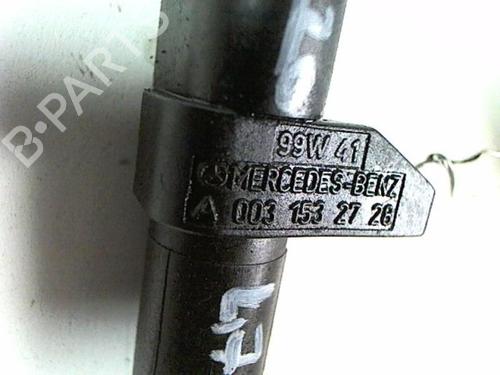 B-PARTS
99W 41
MERCEDES-BENZ
A 003 153 27 28